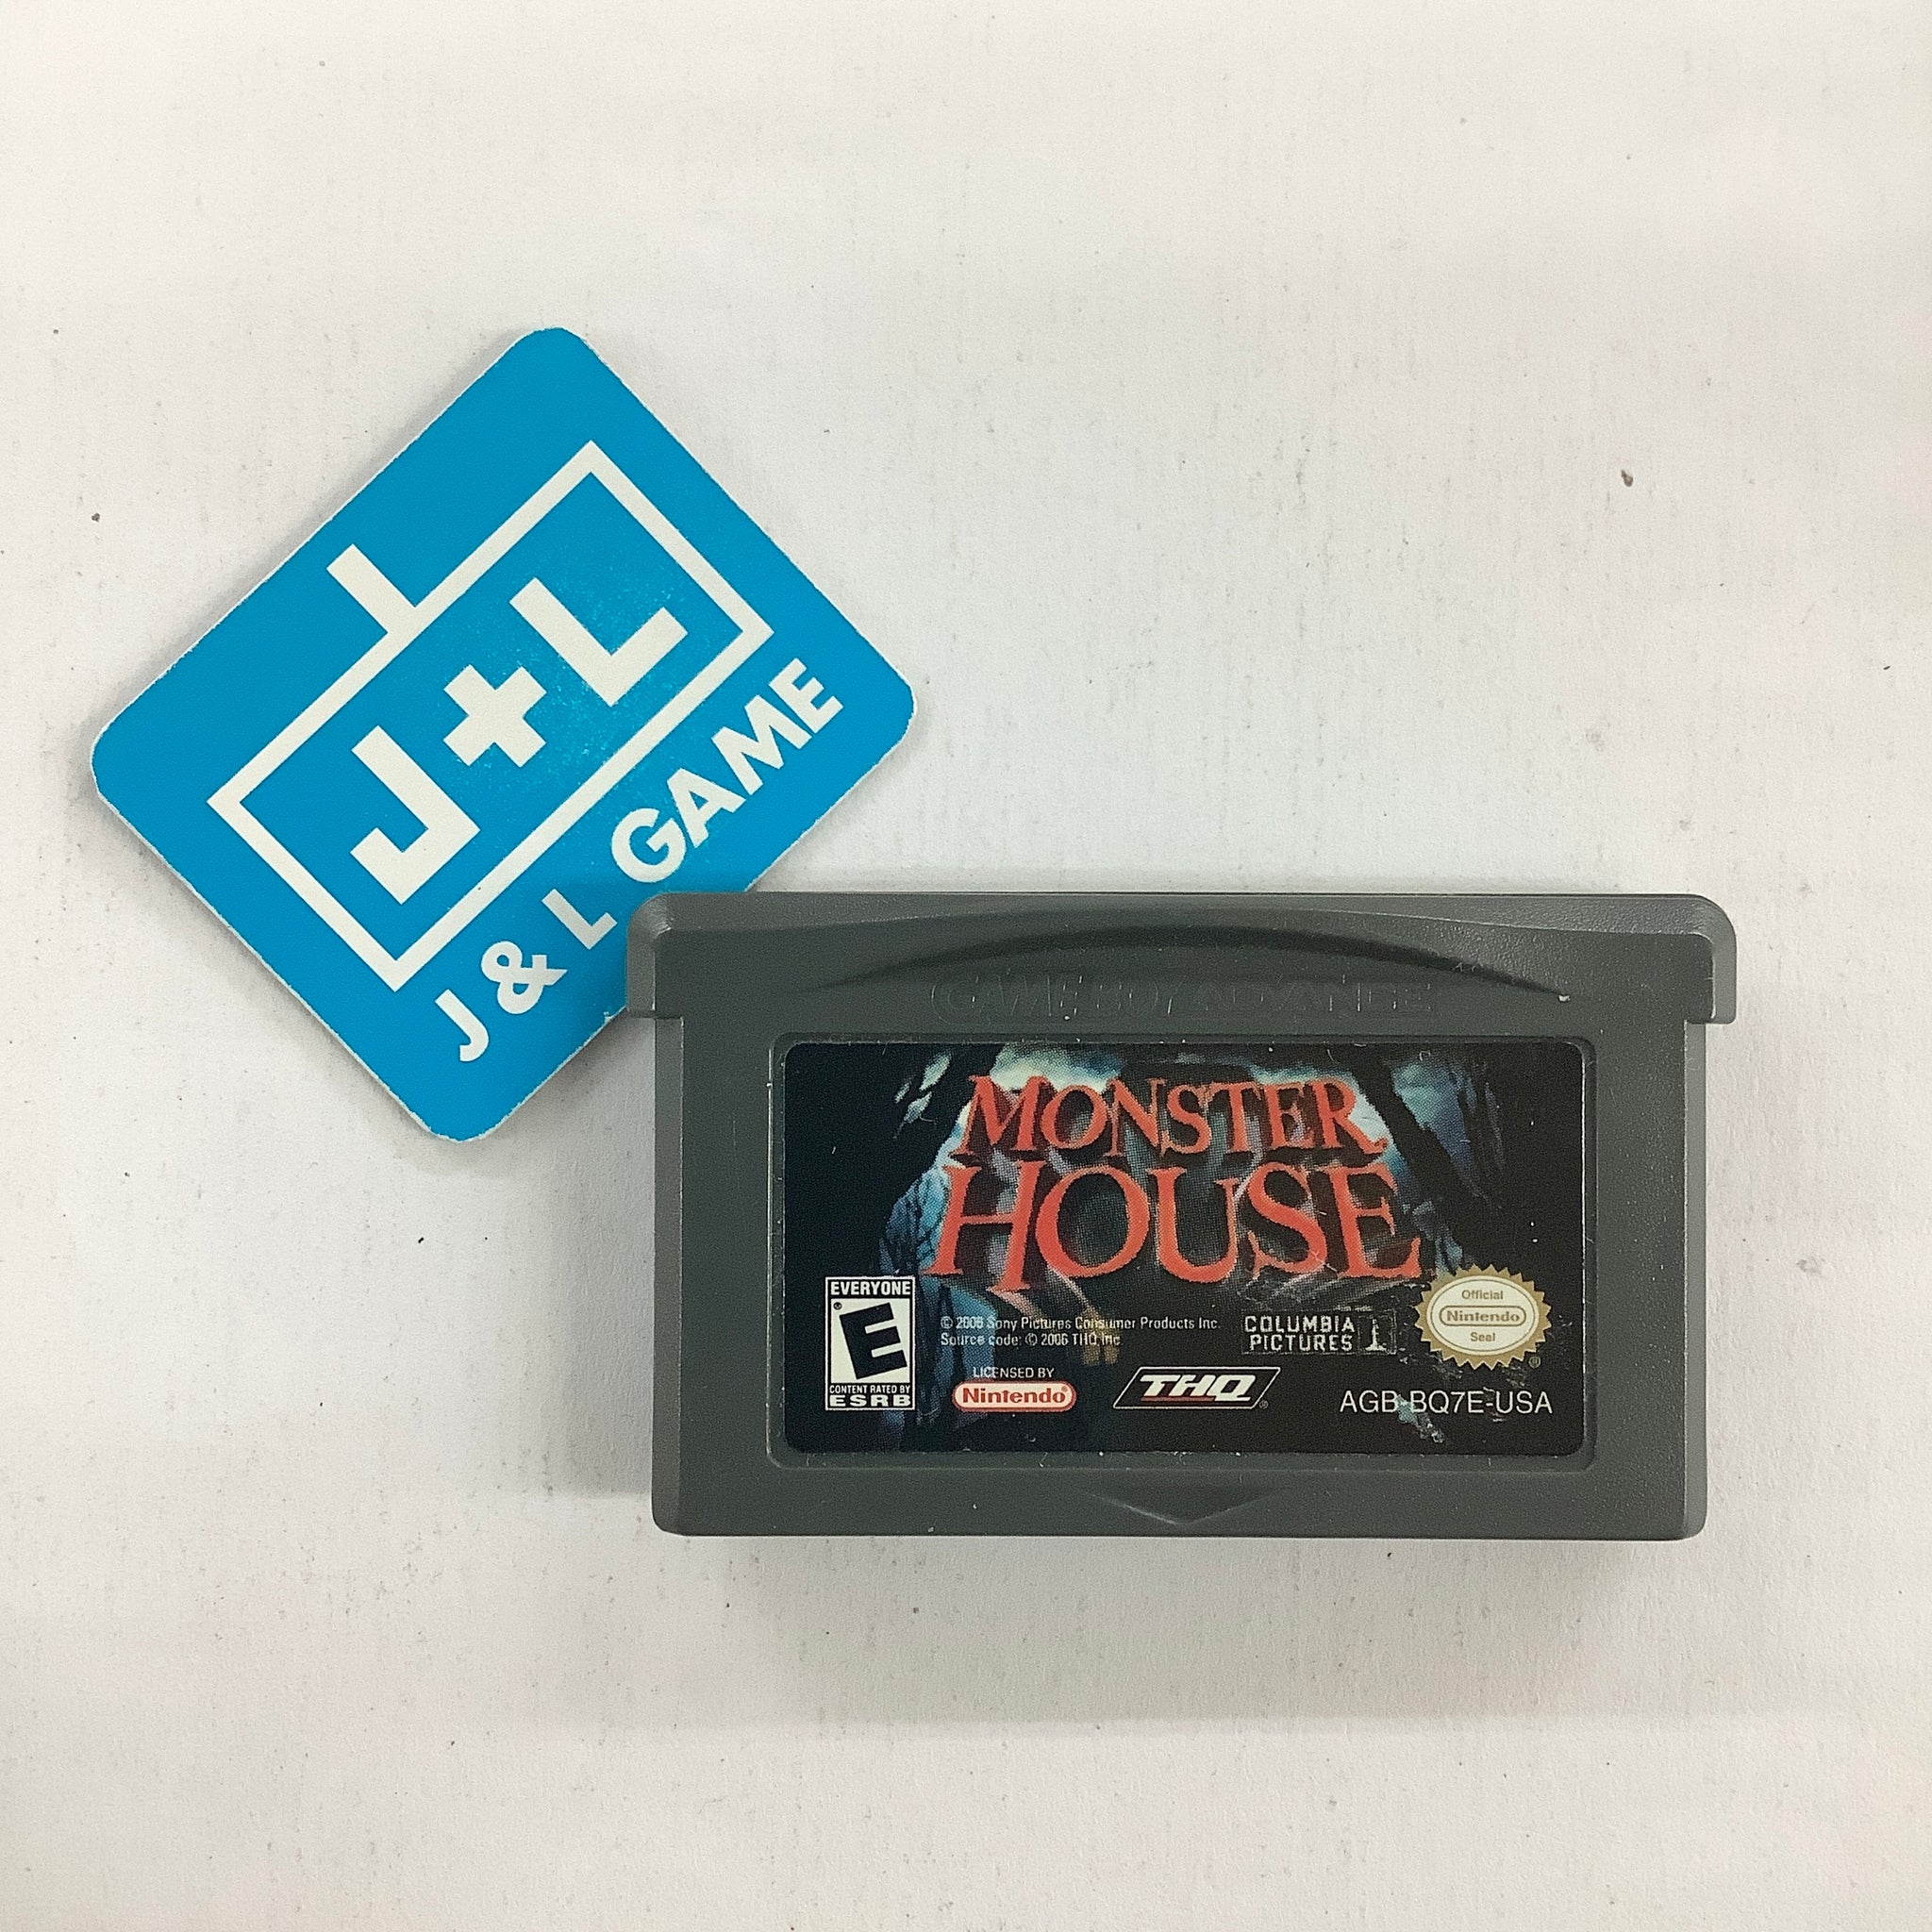 J+L
J & L GAME
GAME BOY ADVANCE
MONSTER
HOUSE
EVERYONE
E
CONTENT RATED BY
ESRB
© 2006 Sony Pictures Consumer Products Inc.
Source code: © 2006 THQ Inc.
COLUMBIA
PICTURES
Official
Nintendo
Seal
®
LICENSED BY
Nintendo®
THQ®
AGB-BQ7E-USA